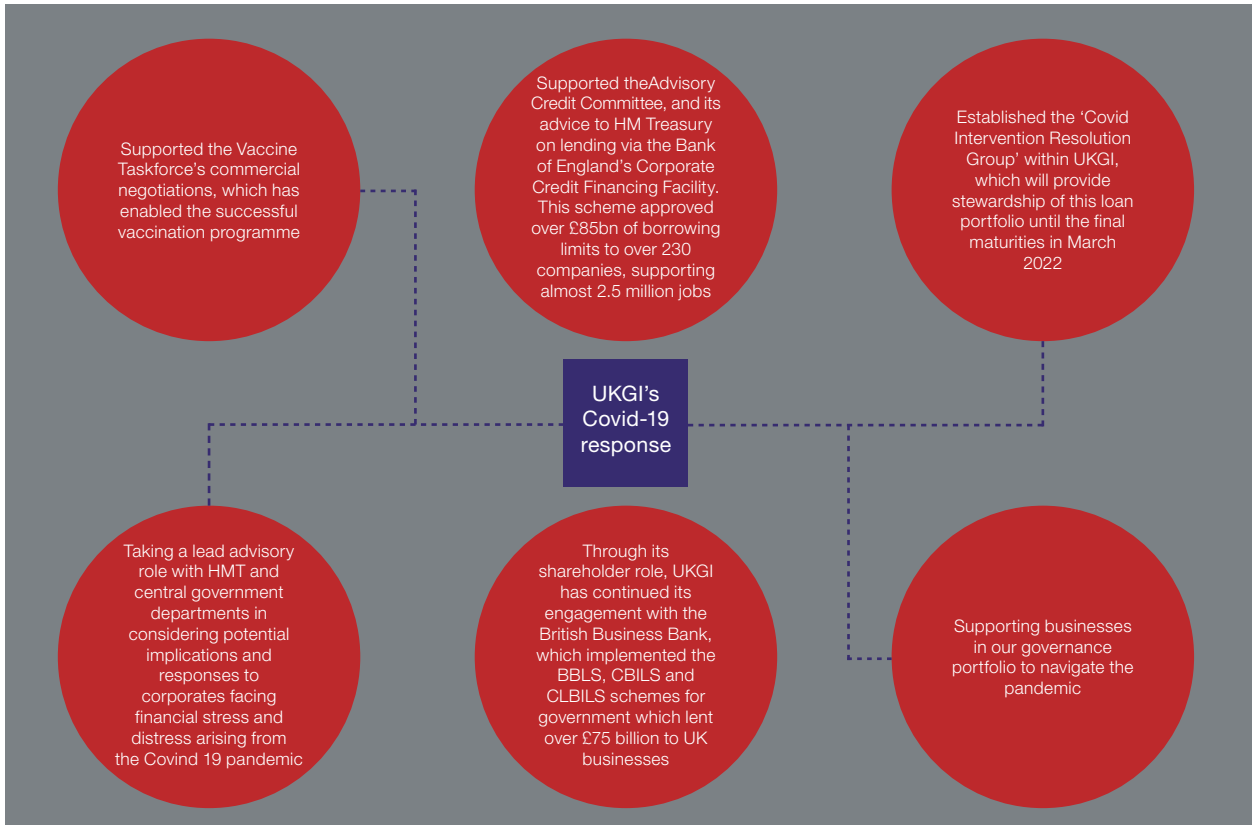 Supported the Vaccine
Taskforce's commercial
negotiations, which has
enabled the successful
vaccination programme
Supported theAdvisory
Credit Committee, and its
advice to HM Treasury
on lending via the Bank
of England's Corporate
Credit Financing Facility.
This scheme approved
over £85bn of borrowing
limits to over 230
companies, supporting
almost 2.5 million jobs
Established the 'Covid
Intervention Resolution
Group' within UKGI,
which will provide
stewardship of this loan
portfolio until the final
maturities in March
2022
UKGI's
Covid-19
response
Taking a lead advisory
role with HMT and
central government
departments in
considering potential
implications and
responses to
corporates facing
financial stress and
distress arising from
the Covind 19 pandemic
Through its
shareholder role, UKGI
has continued its
engagement with the
British Business Bank,
which implemented the
BBLS, CBILS and
CLBILS schemes for
government which lent
over £75 billion to UK
businesses
Supporting businesses
in our governance
portfolio to navigate the
pandemic